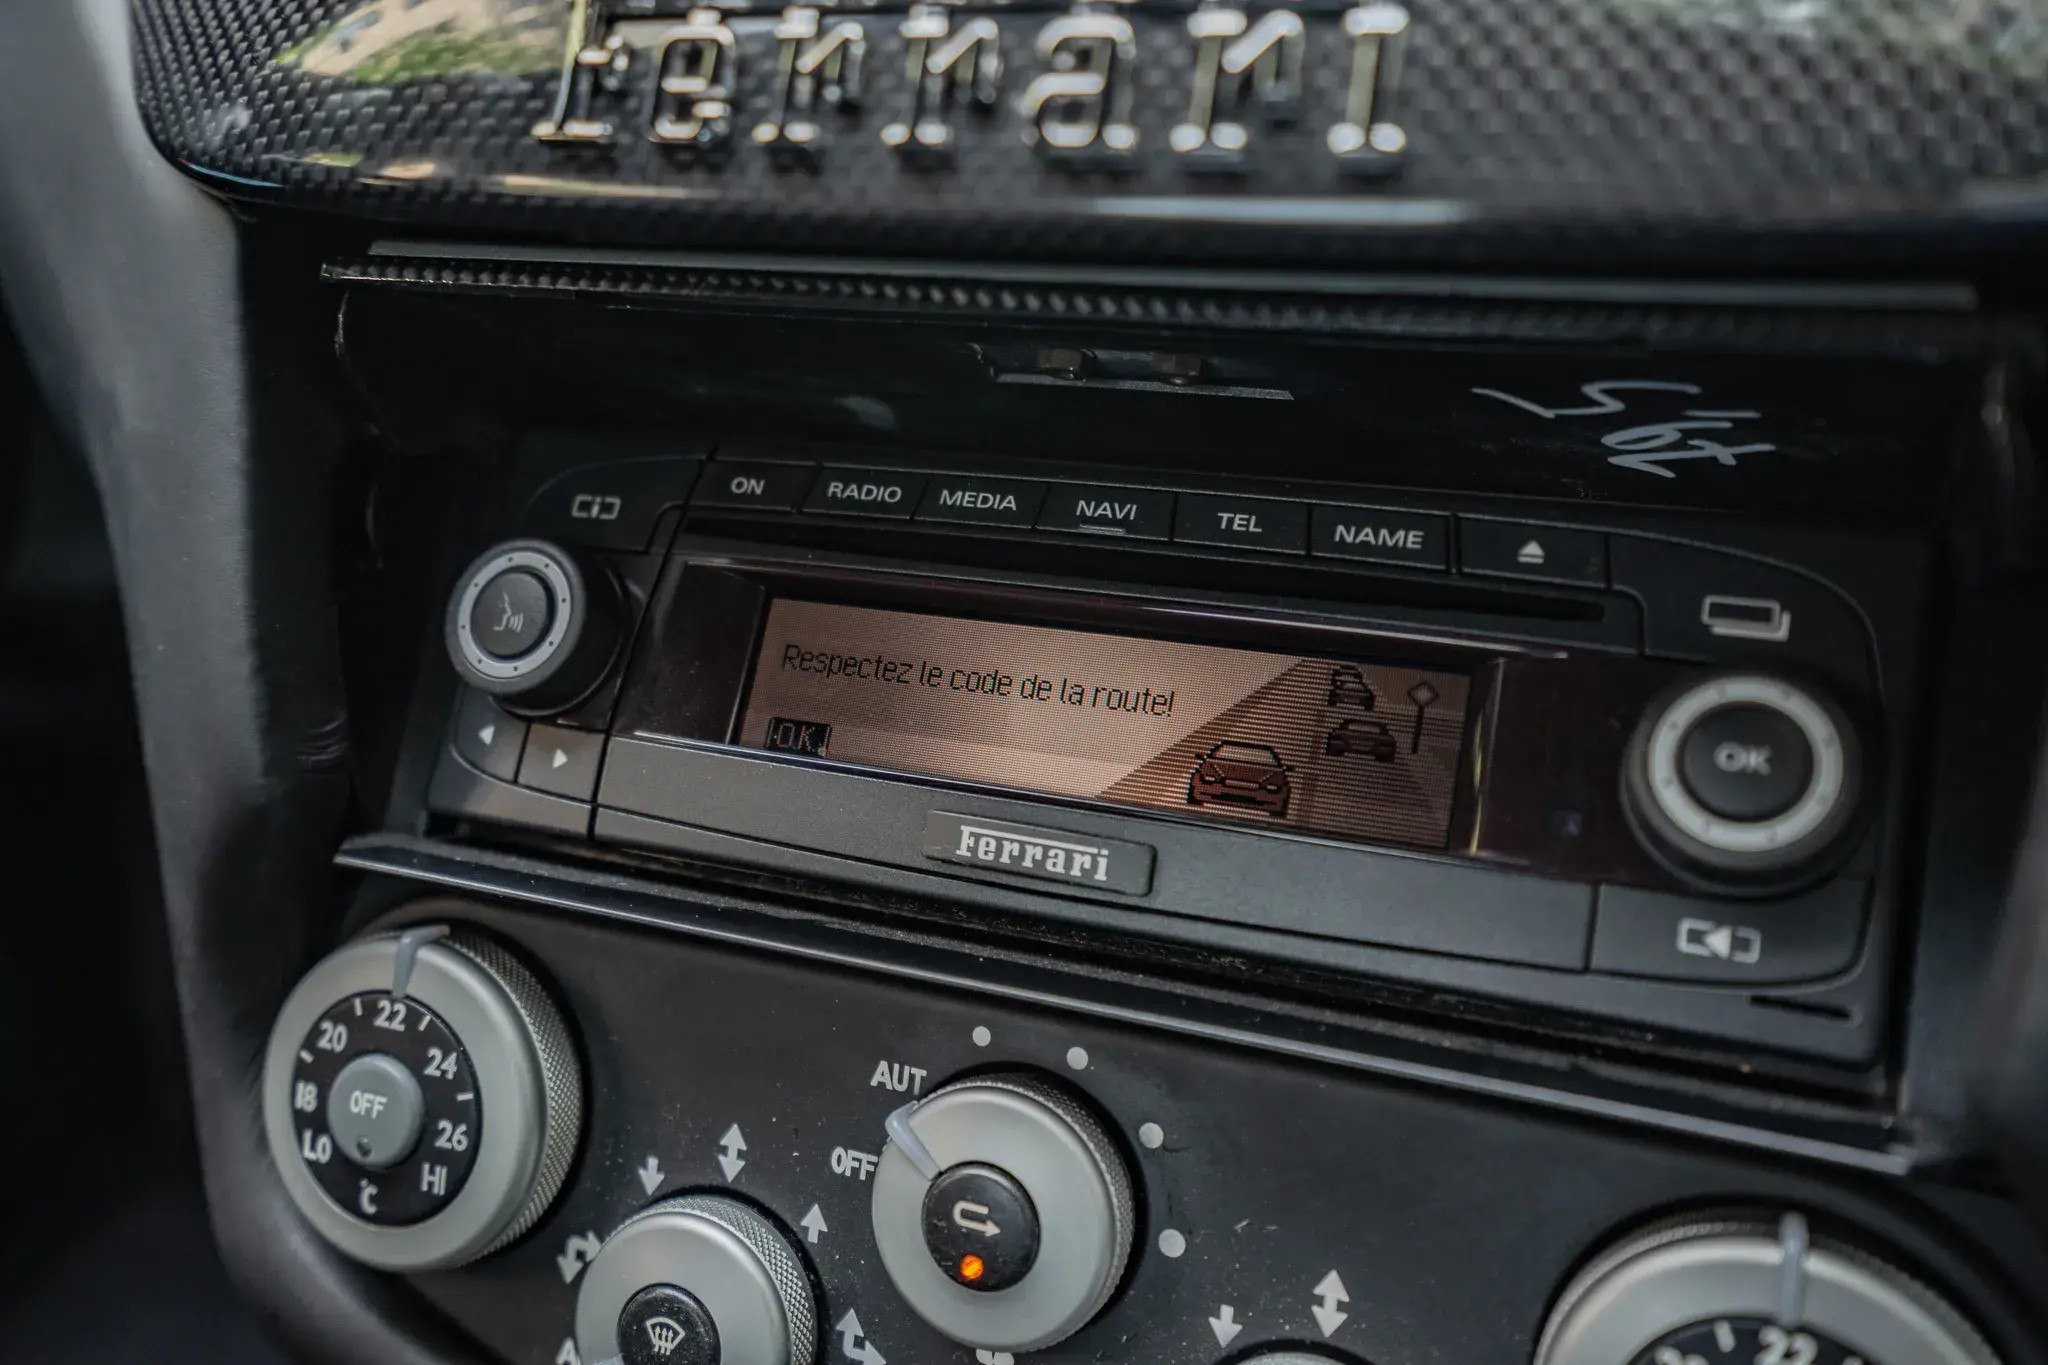 Ferrari
ON RADIO MEDIA NAVI TEL NAME
Respectez le code de la route!
OK
OK
Ferrari
20 22 24
18 OFF 26
LO °C HI
AUT
OFF
22